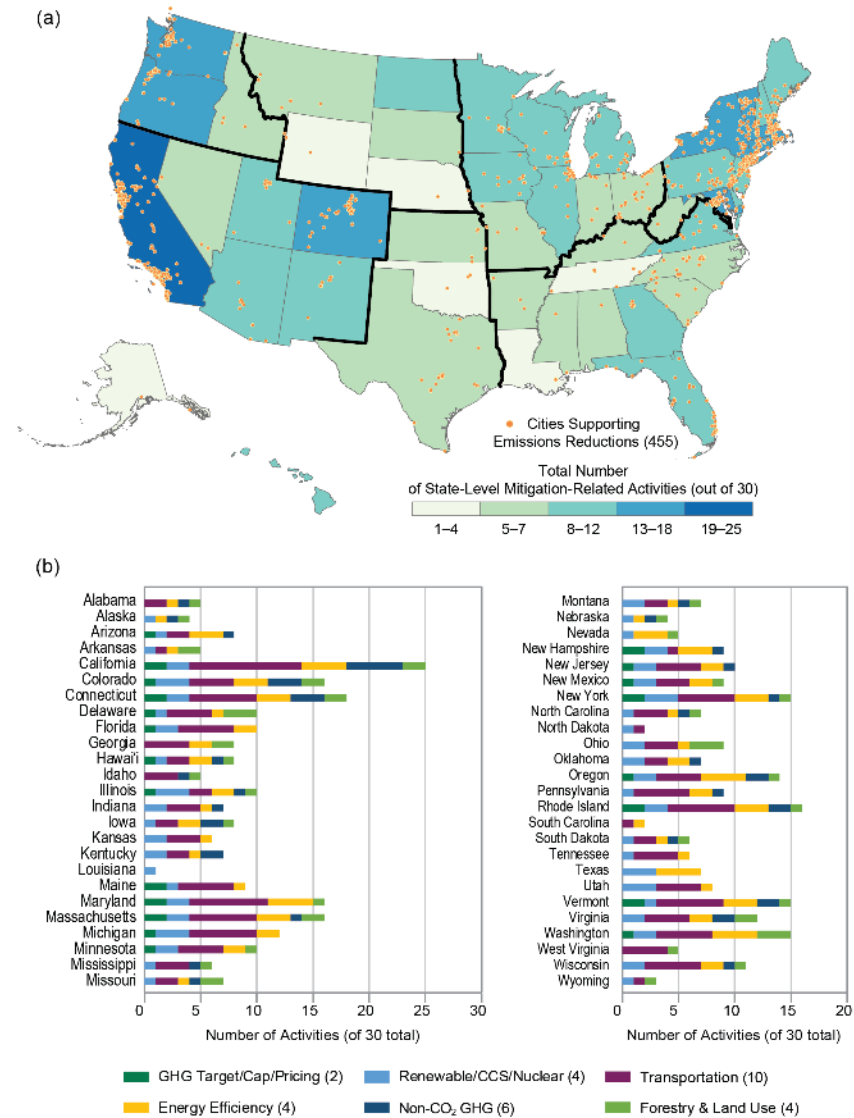 (a)
Cities Supporting
Emissions Reductions (455)
Total Number
of State-Level Mitigation-Related Activities (out of 30)
1–4
5–7
8–12
13–18
19–25
(b)
Alabama
Alaska
Arizona
Arkansas
California
Colorado
Connecticut
Delaware
Florida
Georgia
Hawai'i
Idaho
Illinois
Indiana
Iowa
Kansas
Kentucky
Louisiana
Maine
Maryland
Massachusetts
Michigan
Minnesota
Mississippi
Missouri
0 5 10 15 20 25 30
Number of Activities (of 30 total)
Montana
Nebraska
Nevada
New Hampshire
New Jersey
New Mexico
New York
North Carolina
North Dakota
Ohio
Oklahoma
Oregon
Pennsylvania
Rhode Island
South Carolina
South Dakota
Tennessee
Texas
Utah
Vermont
Virginia
Washington
West Virginia
Wisconsin
Wyoming
0 5 10 15 20
Number of Activities (of 30 total)
GHG Target/Cap/Pricing (2)
Renewable/CCS/Nuclear (4)
Transportation (10)
Energy Efficiency (4)
Non-CO₂ GHG (6)
Forestry & Land Use (4)